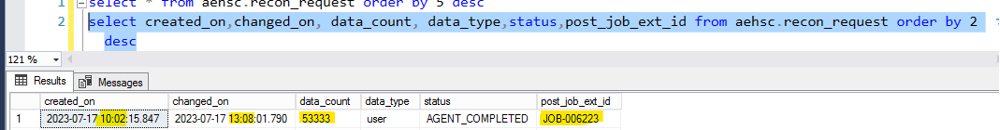 1 select * from aehsc.recon_request order by 5 desc
2 select created_on,changed_on, data_count, data_type,status,post_job_ext_id from aehsc.recon_request order by 2
desc
121 %
Results Messages
created_on changed_on data_count data_type status post_job_ext_id
1 2023-07-17 10:02:15.847 2023-07-17 13:08:01.790 53333 user AGENT_COMPLETED JOB-006223